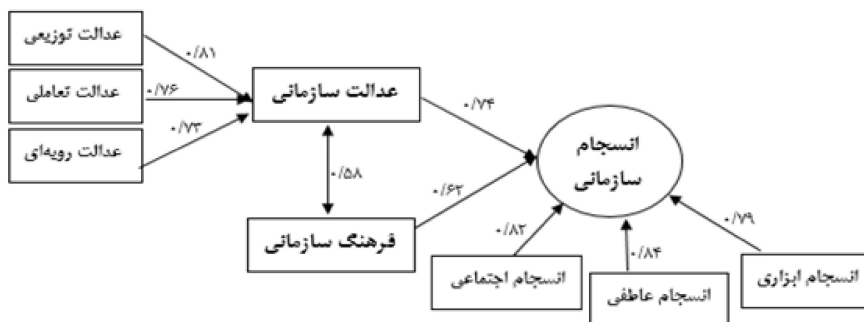 عدالت توزیعی
۰/۸۱
عدالت تعاملی
۰/۷۶
عدالت رویه‌ای
۰/۷۳
عدالت سازمانی
۰/۷۴
انسجام
سازمانی
۰/۵۸
فرهنگ سازمانی
۰/۶۲
۰/۸۲
۰/۸۴
۰/۷۹
انسجام ابزاری
انسجام عاطفی
انسجام اجتماعی